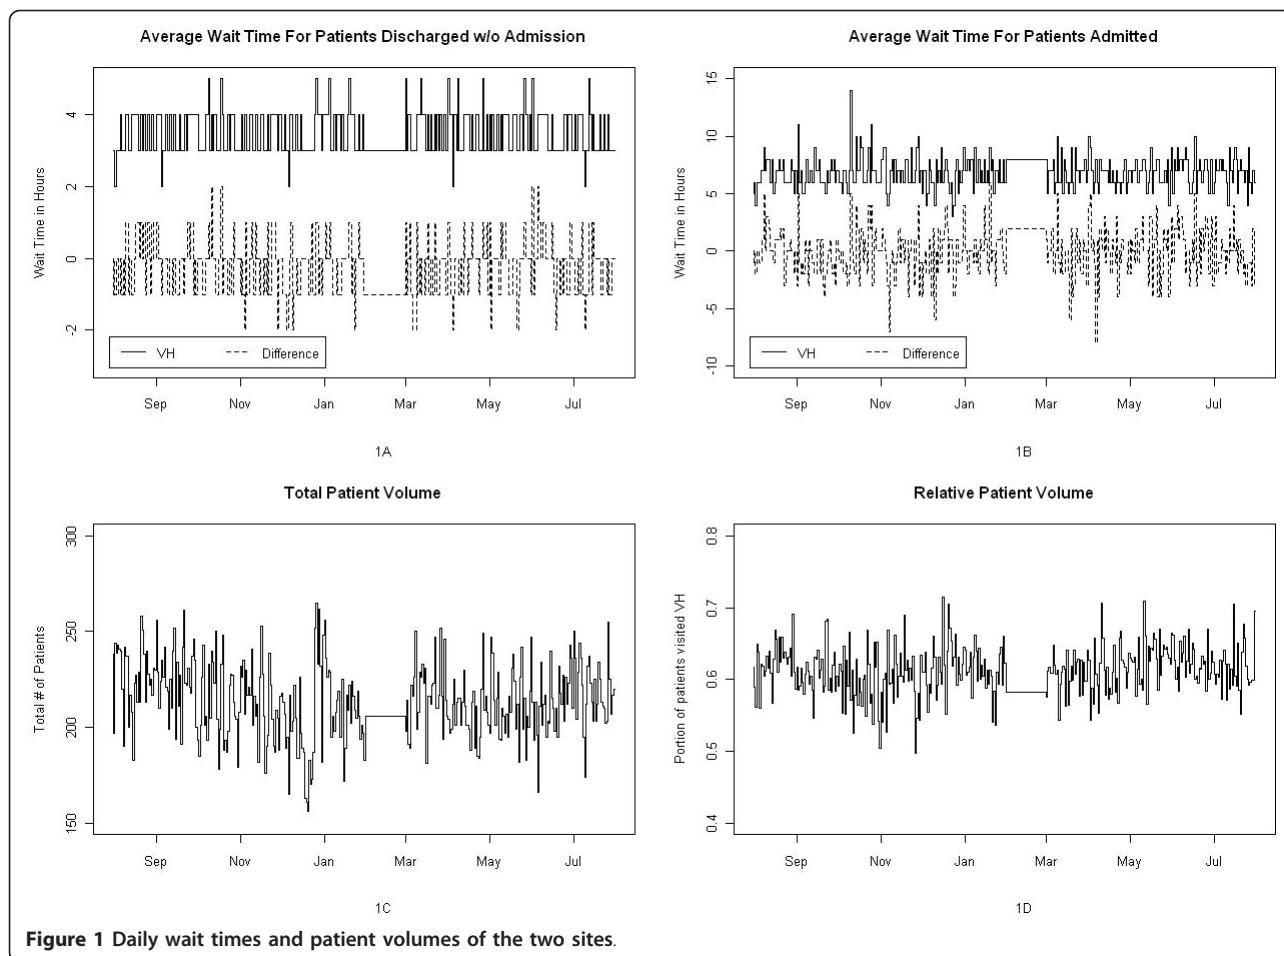 Average Wait Time For Patients Discharged w/o Admission
Wait Time in Hours
4
2
0
-2
VH
Difference
Sep Nov Jan Mar May Jul
1A
Average Wait Time For Patients Admitted
Wait Time in Hours
15
10
5
0
-5
-10
VH
Difference
Sep Nov Jan Mar May Jul
1B
Total Patient Volume
Total # of Patients
300
250
200
150
Sep Nov Jan Mar May Jul
1C
Relative Patient Volume
Portion of patients visited VH
0.8
0.7
0.6
0.5
0.4
Sep Nov Jan Mar May Jul
1D
Figure 1 Daily wait times and patient volumes of the two sites.